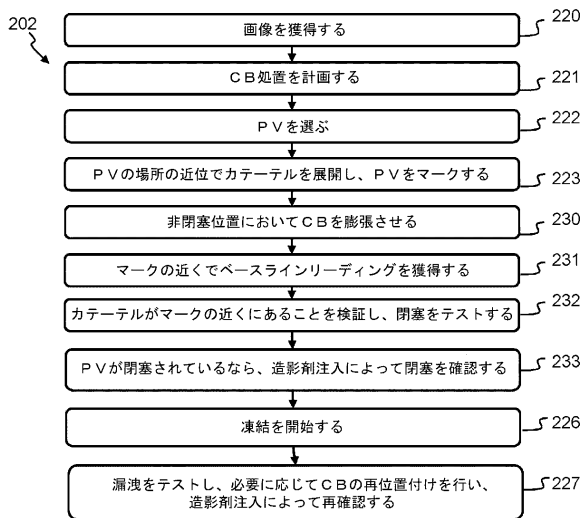 202
画像を獲得する
220
ＣＢ処置を計画する
221
ＰＶを選ぶ
222
ＰＶの場所の近位でカテーテルを展開し、ＰＶをマークする
223
非閉塞位置においてＣＢを膨張させる
230
マークの近くでベースラインリーディングを獲得する
231
カテーテルがマークの近くにあることを検証し、閉塞をテストする
232
ＰＶが閉塞されているなら、造影剤注入によって閉塞を確認する
233
凍結を開始する
226
漏洩をテストし、必要に応じてＣＢの再位置付けを行い、
造影剤注入によって再確認する
227